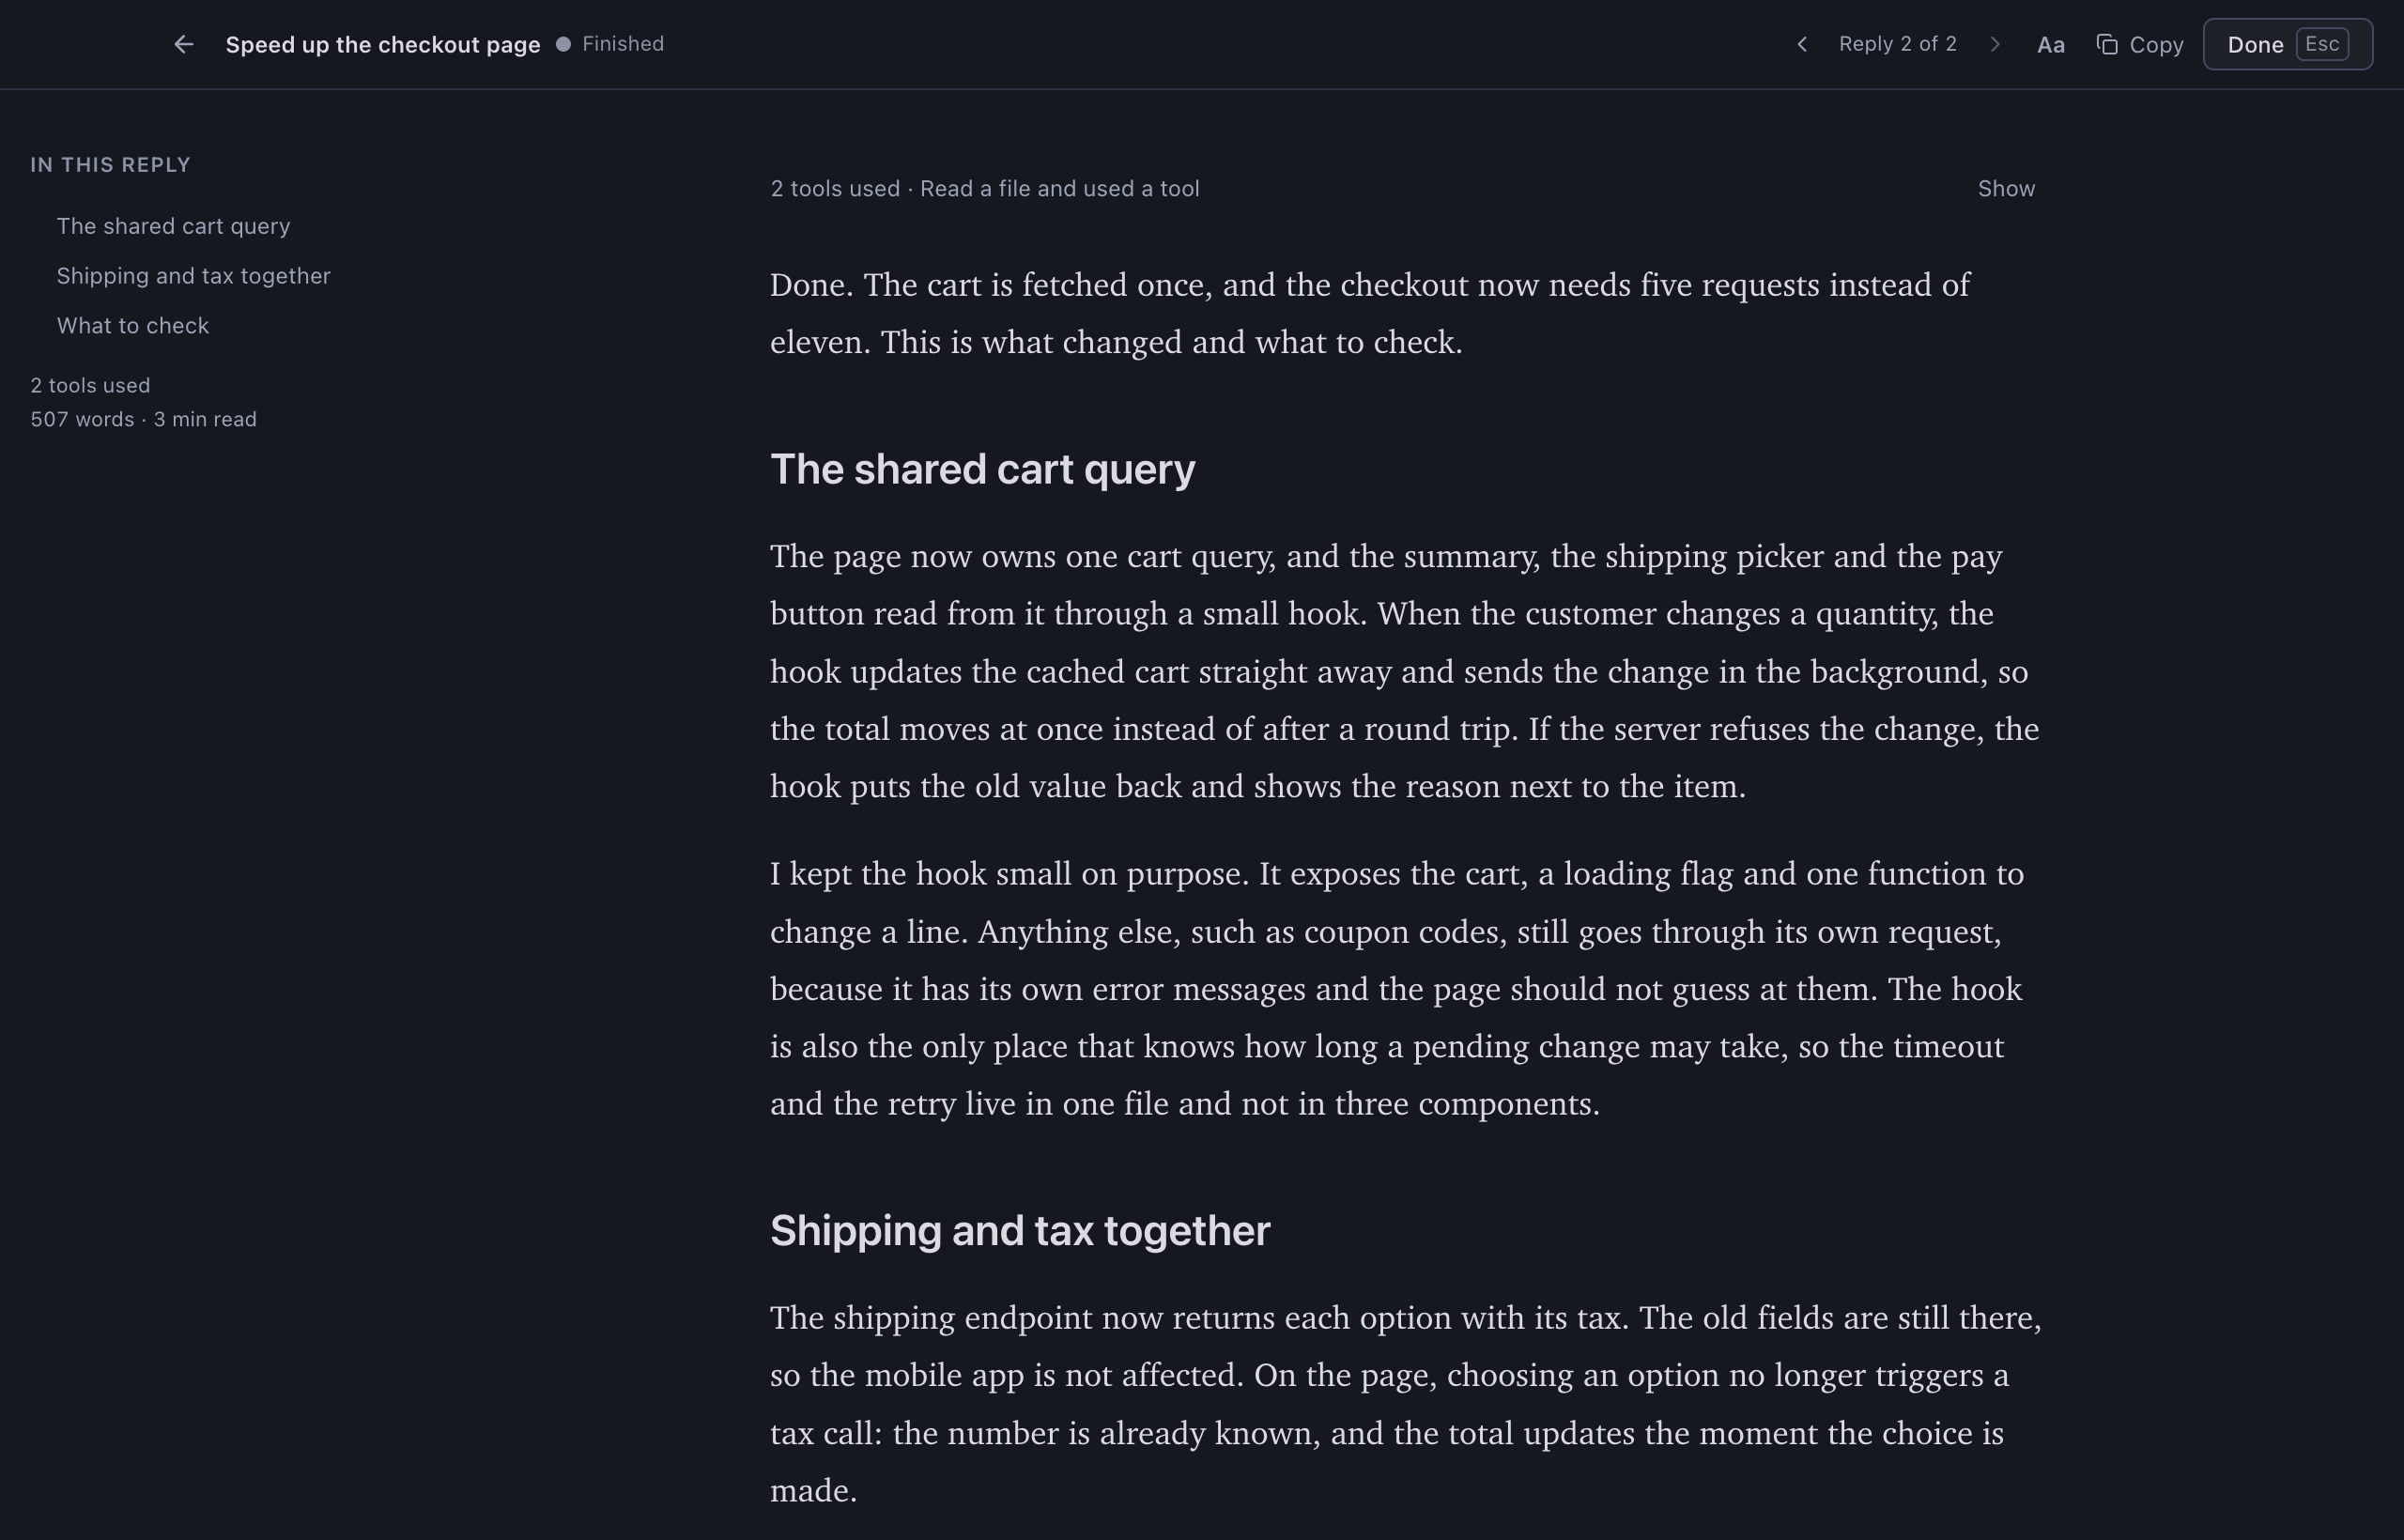 Speed up the checkout page
Finished
Reply 2 of 2
Aa
Copy
Done Esc
IN THIS REPLY
The shared cart query
Shipping and tax together
What to check
2 tools used
507 words · 3 min read
2 tools used · Read a file and used a tool
Show
Done. The cart is fetched once, and the checkout now needs five requests instead of
eleven. This is what changed and what to check.
The shared cart query
The page now owns one cart query, and the summary, the shipping picker and the pay
button read from it through a small hook. When the customer changes a quantity, the
hook updates the cached cart straight away and sends the change in the background, so
the total moves at once instead of after a round trip. If the server refuses the change, the
hook puts the old value back and shows the reason next to the item.
I kept the hook small on purpose. It exposes the cart, a loading flag and one function to
change a line. Anything else, such as coupon codes, still goes through its own request,
because it has its own error messages and the page should not guess at them. The hook
is also the only place that knows how long a pending change may take, so the timeout
and the retry live in one file and not in three components.
Shipping and tax together
The shipping endpoint now returns each option with its tax. The old fields are still there,
so the mobile app is not affected. On the page, choosing an option no longer triggers a
tax call: the number is already known, and the total updates the moment the choice is
made.